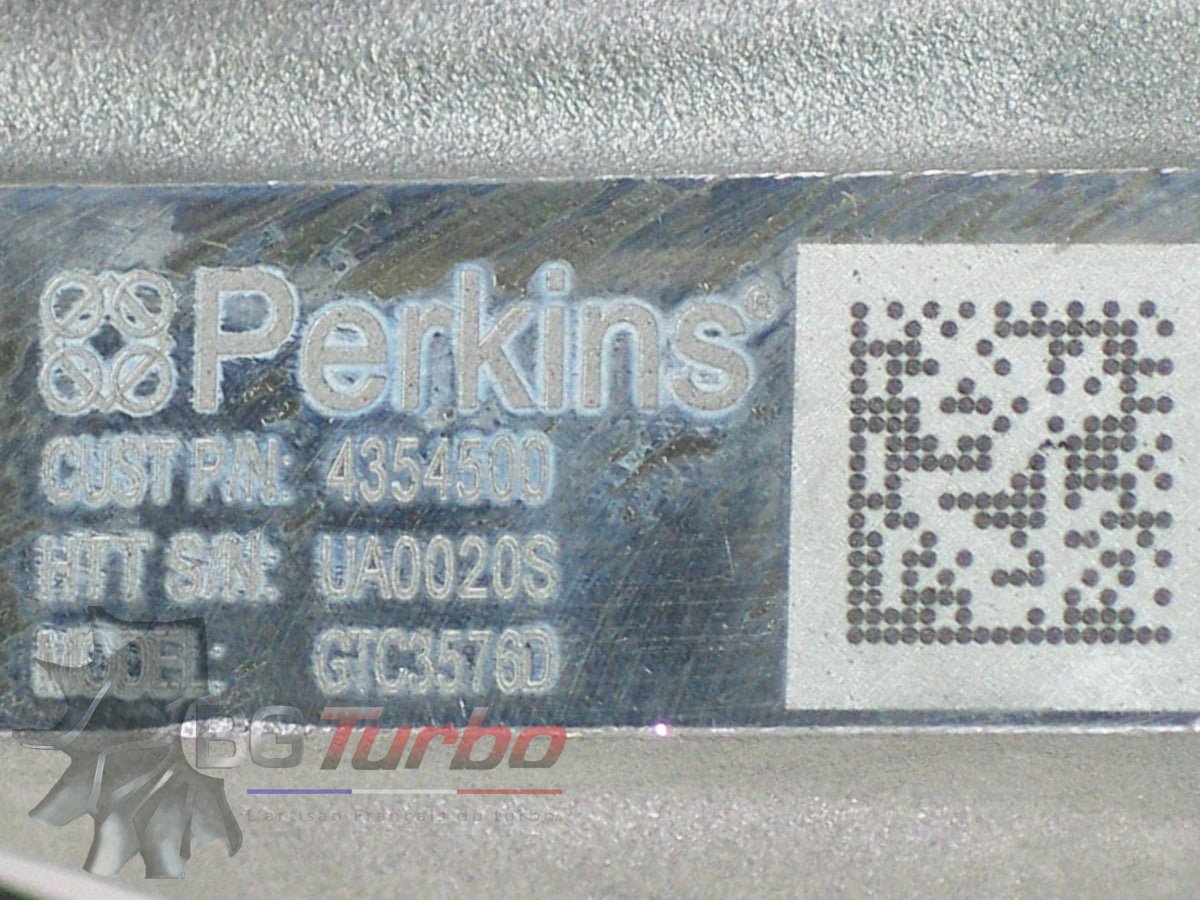 Perkins®
CUST P/N: 4354500
HTT S/N: UA0020S
MODEL: GTC3576D
BGTurbo
L'artisan Français du turbo